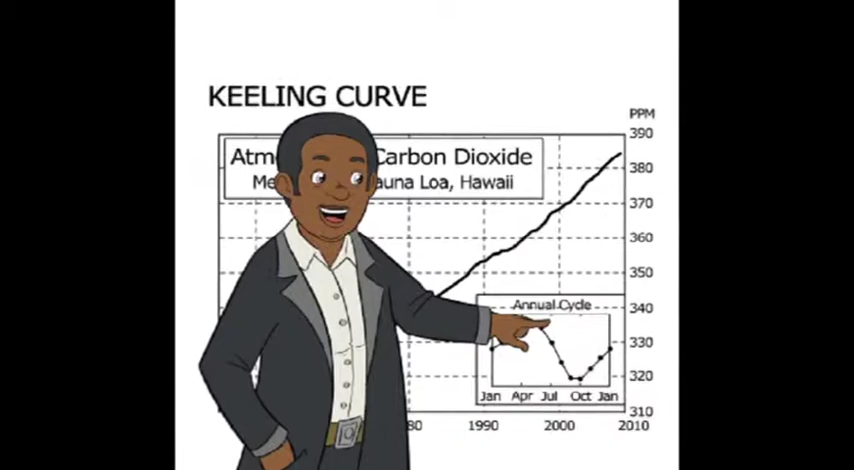 KEELING CURVE
PPM
390
Atm Carbon Dioxide
Me auna Loa, Hawaii
380
370
360
350
340
Annual Cycle
330
320
Jan Apr Jul Oct Jan
310
80 1990 2000 2010